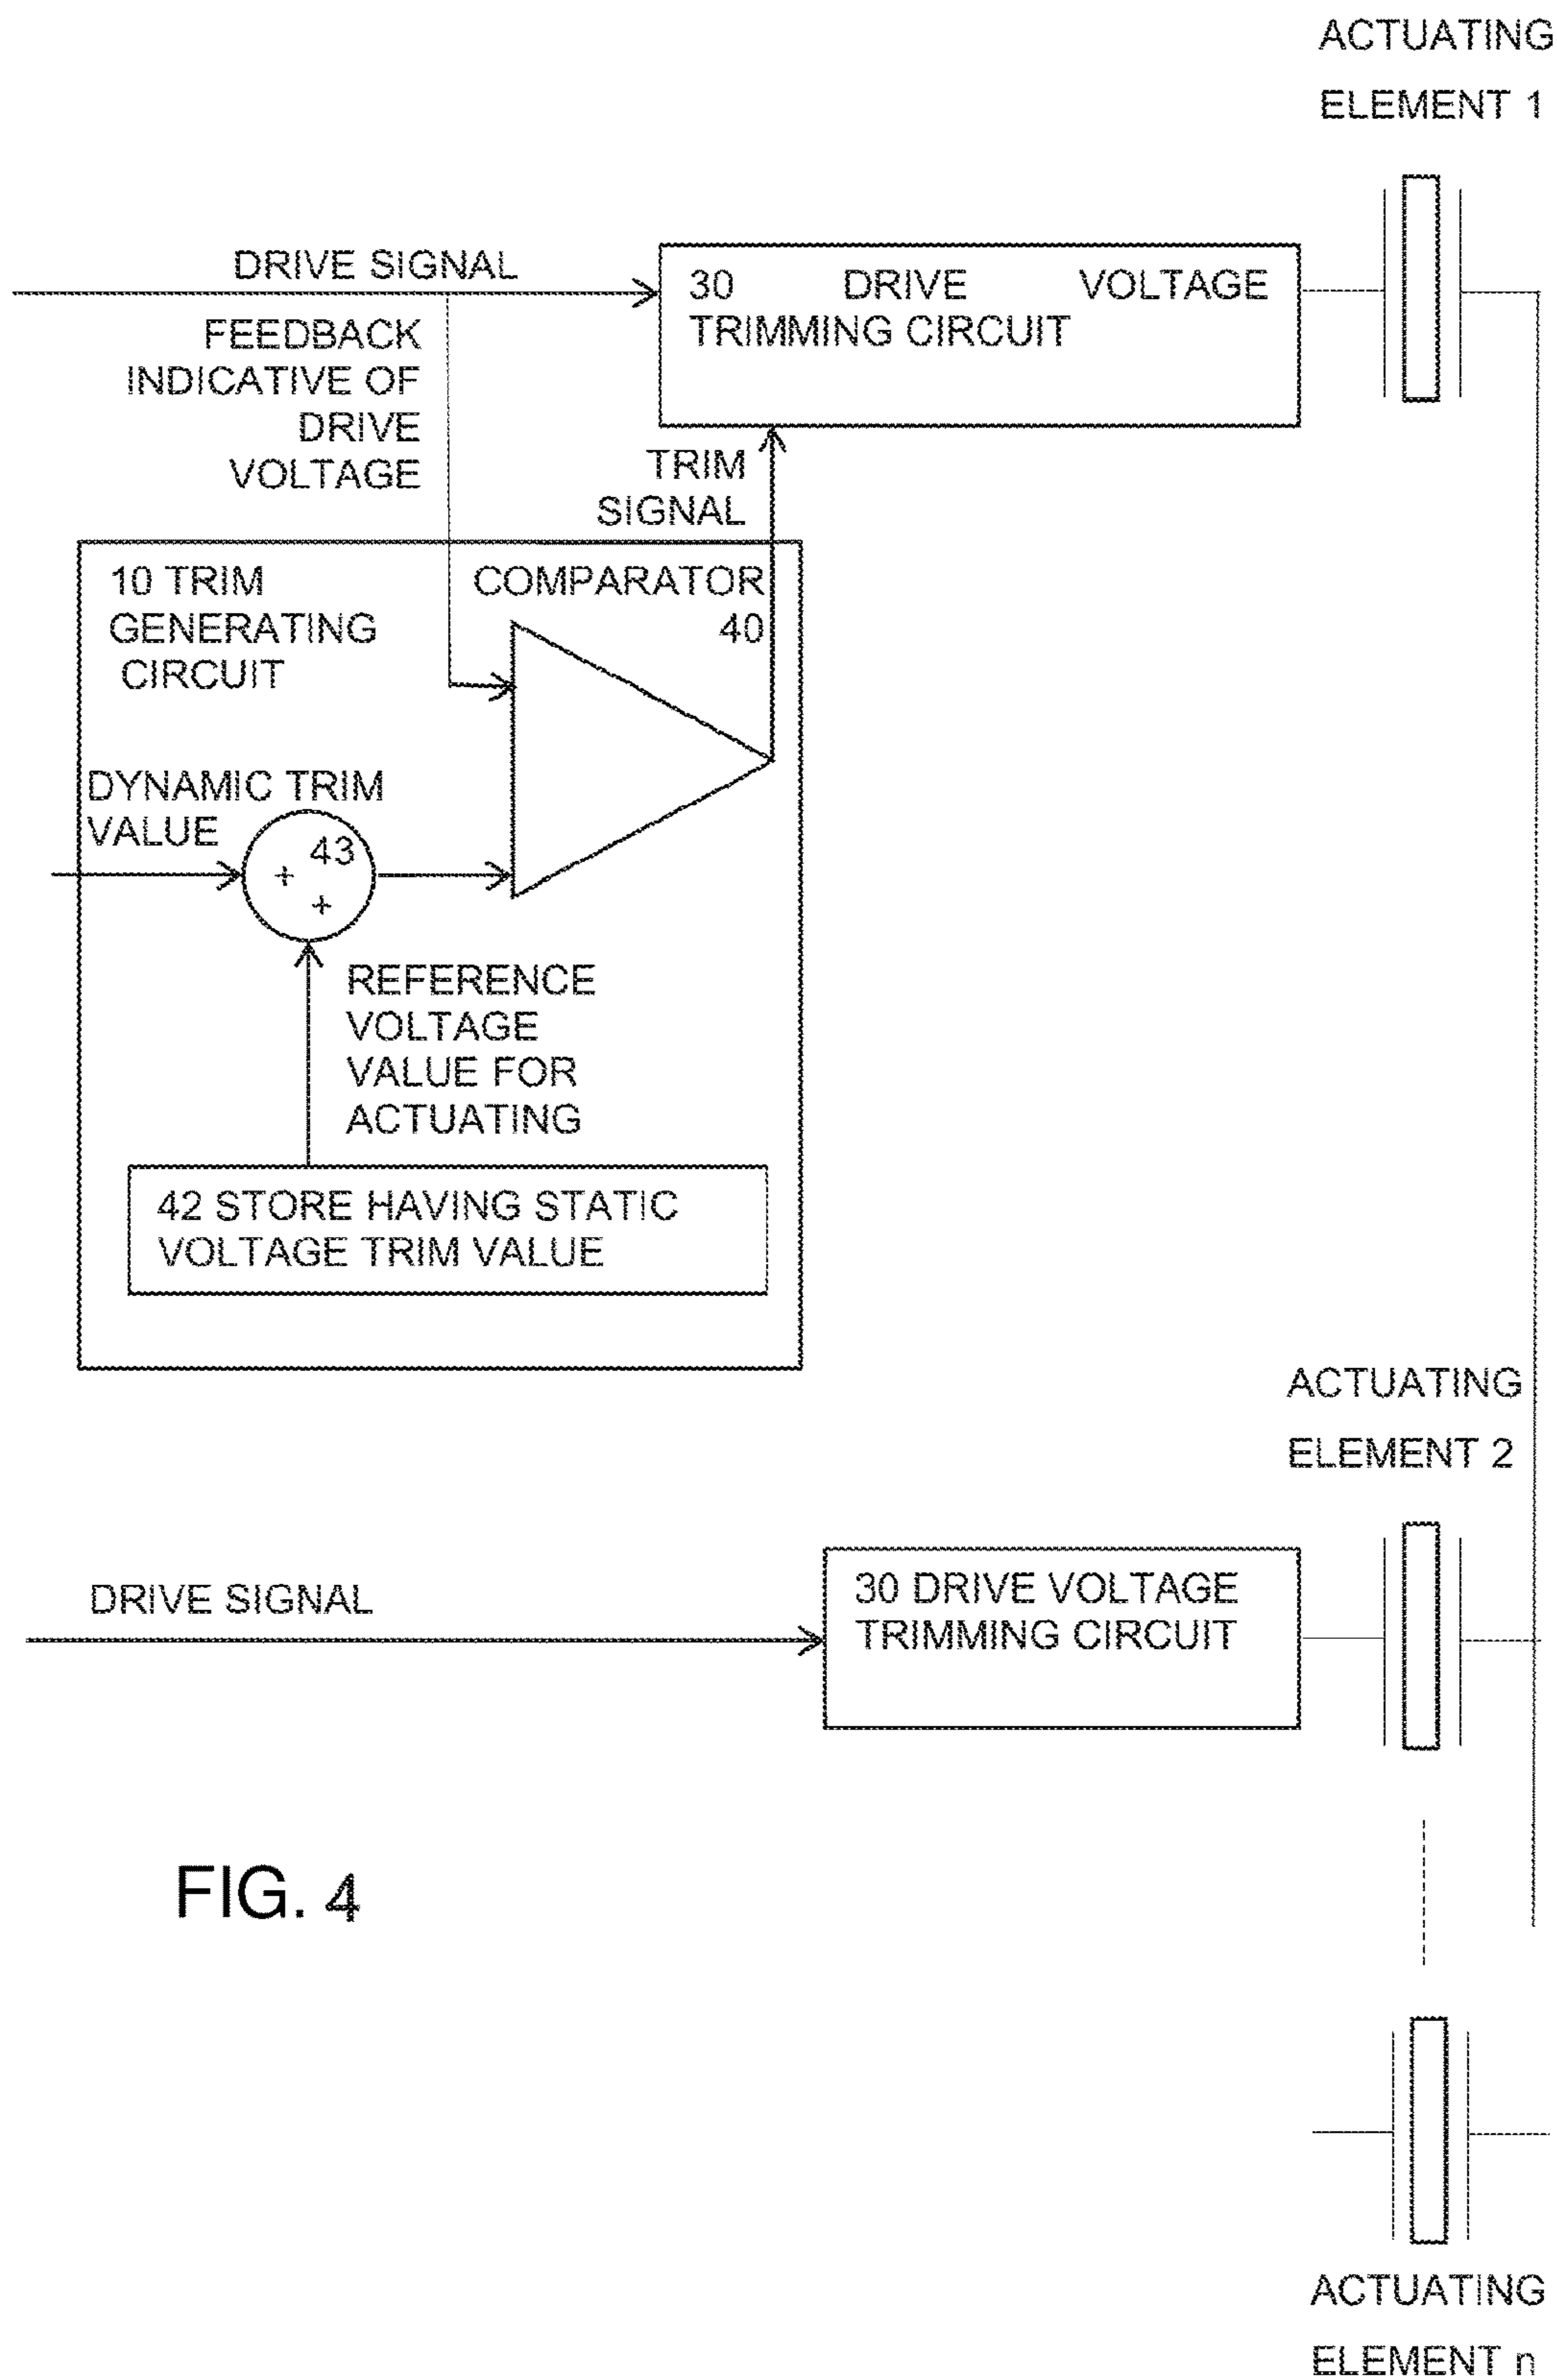 ACTUATING
ELEMENT 1
DRIVE SIGNAL
30 DRIVE VOLTAGE
TRIMMING CIRCUIT
FEEDBACK
INDICATIVE OF
DRIVE
VOLTAGE
TRIM
SIGNAL
10 TRIM
GENERATING
CIRCUIT
COMPARATOR
40
DYNAMIC TRIM
VALUE
43
+
+
REFERENCE
VOLTAGE
VALUE FOR
ACTUATING
42 STORE HAVING STATIC
VOLTAGE TRIM VALUE
ACTUATING
ELEMENT 2
DRIVE SIGNAL
30 DRIVE VOLTAGE
TRIMMING CIRCUIT
FIG. 4
ACTUATING
ELEMENT n